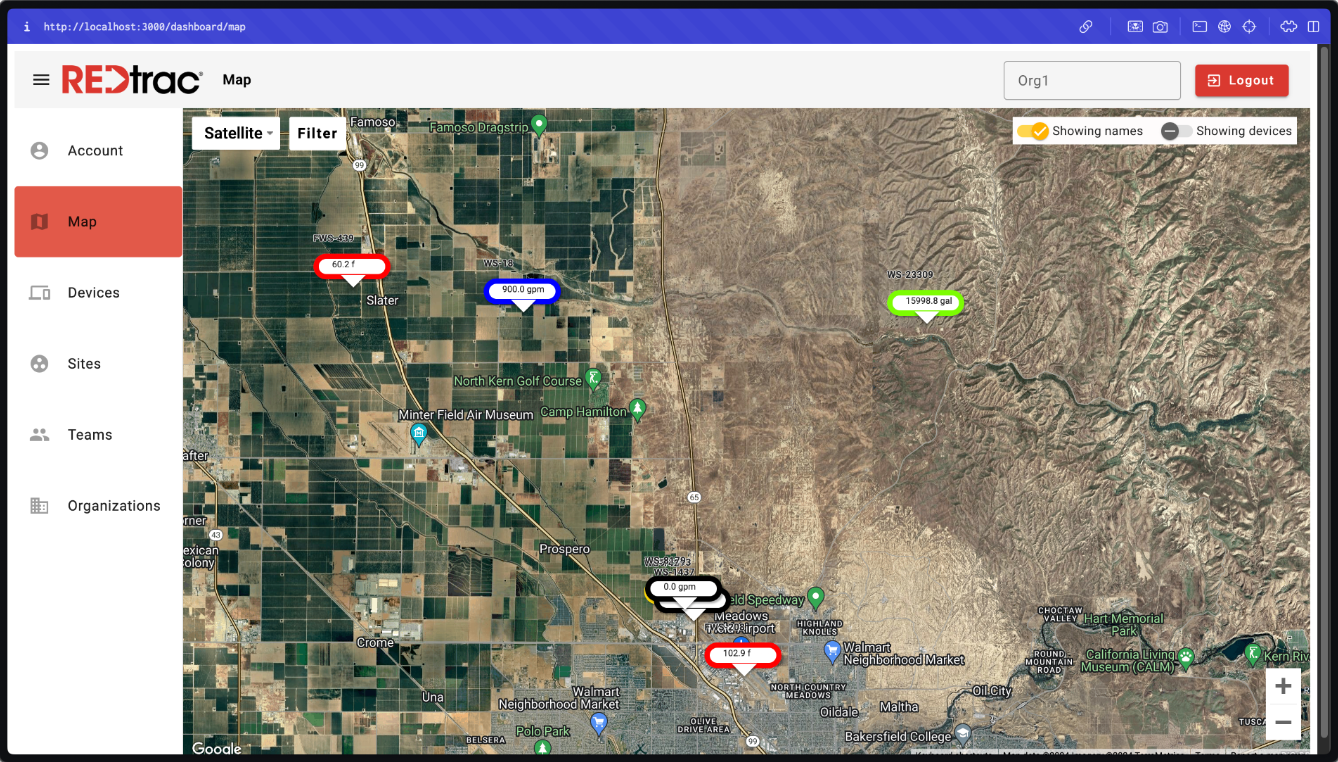 http://localhost:3000/dashboard/map
REDtrac
Map
Org1
Logout
Account
Map
Devices
Sites
Teams
Organizations
Satellite
Filter
Showing names
Showing devices
Famoso
Famoso Dragstrip
99
FWS-439
60.2 f
Slater
WS-18
900.0 gpm
WS-23309
15998.8 gal
North Kern Golf Course
Camp Hamilton
Minter Field Air Museum
after
65
rner
43
exican
Colony
Prospero
WS-1437
0.0 gpm
eld Speedway
Meadows
Field Airport
HIGHLAND
KNOLLS
102.9 f
Walmart
Neighborhood Market
CHOCTAW
VALLEY
Hart Memorial
Park
ROUND
MOUNTAIN
ROAD
California Living
Museum (CALM)
Kern Riv
Crome
Una
Walmart
Neighborhood Market
NORTH COUNTRY
MEADOWS
Oil City
Oildale
Maltha
OLIVE
DRIVE AREA
Polo Park
BELSERA
99
Bakersfield College
TUSCA
Google